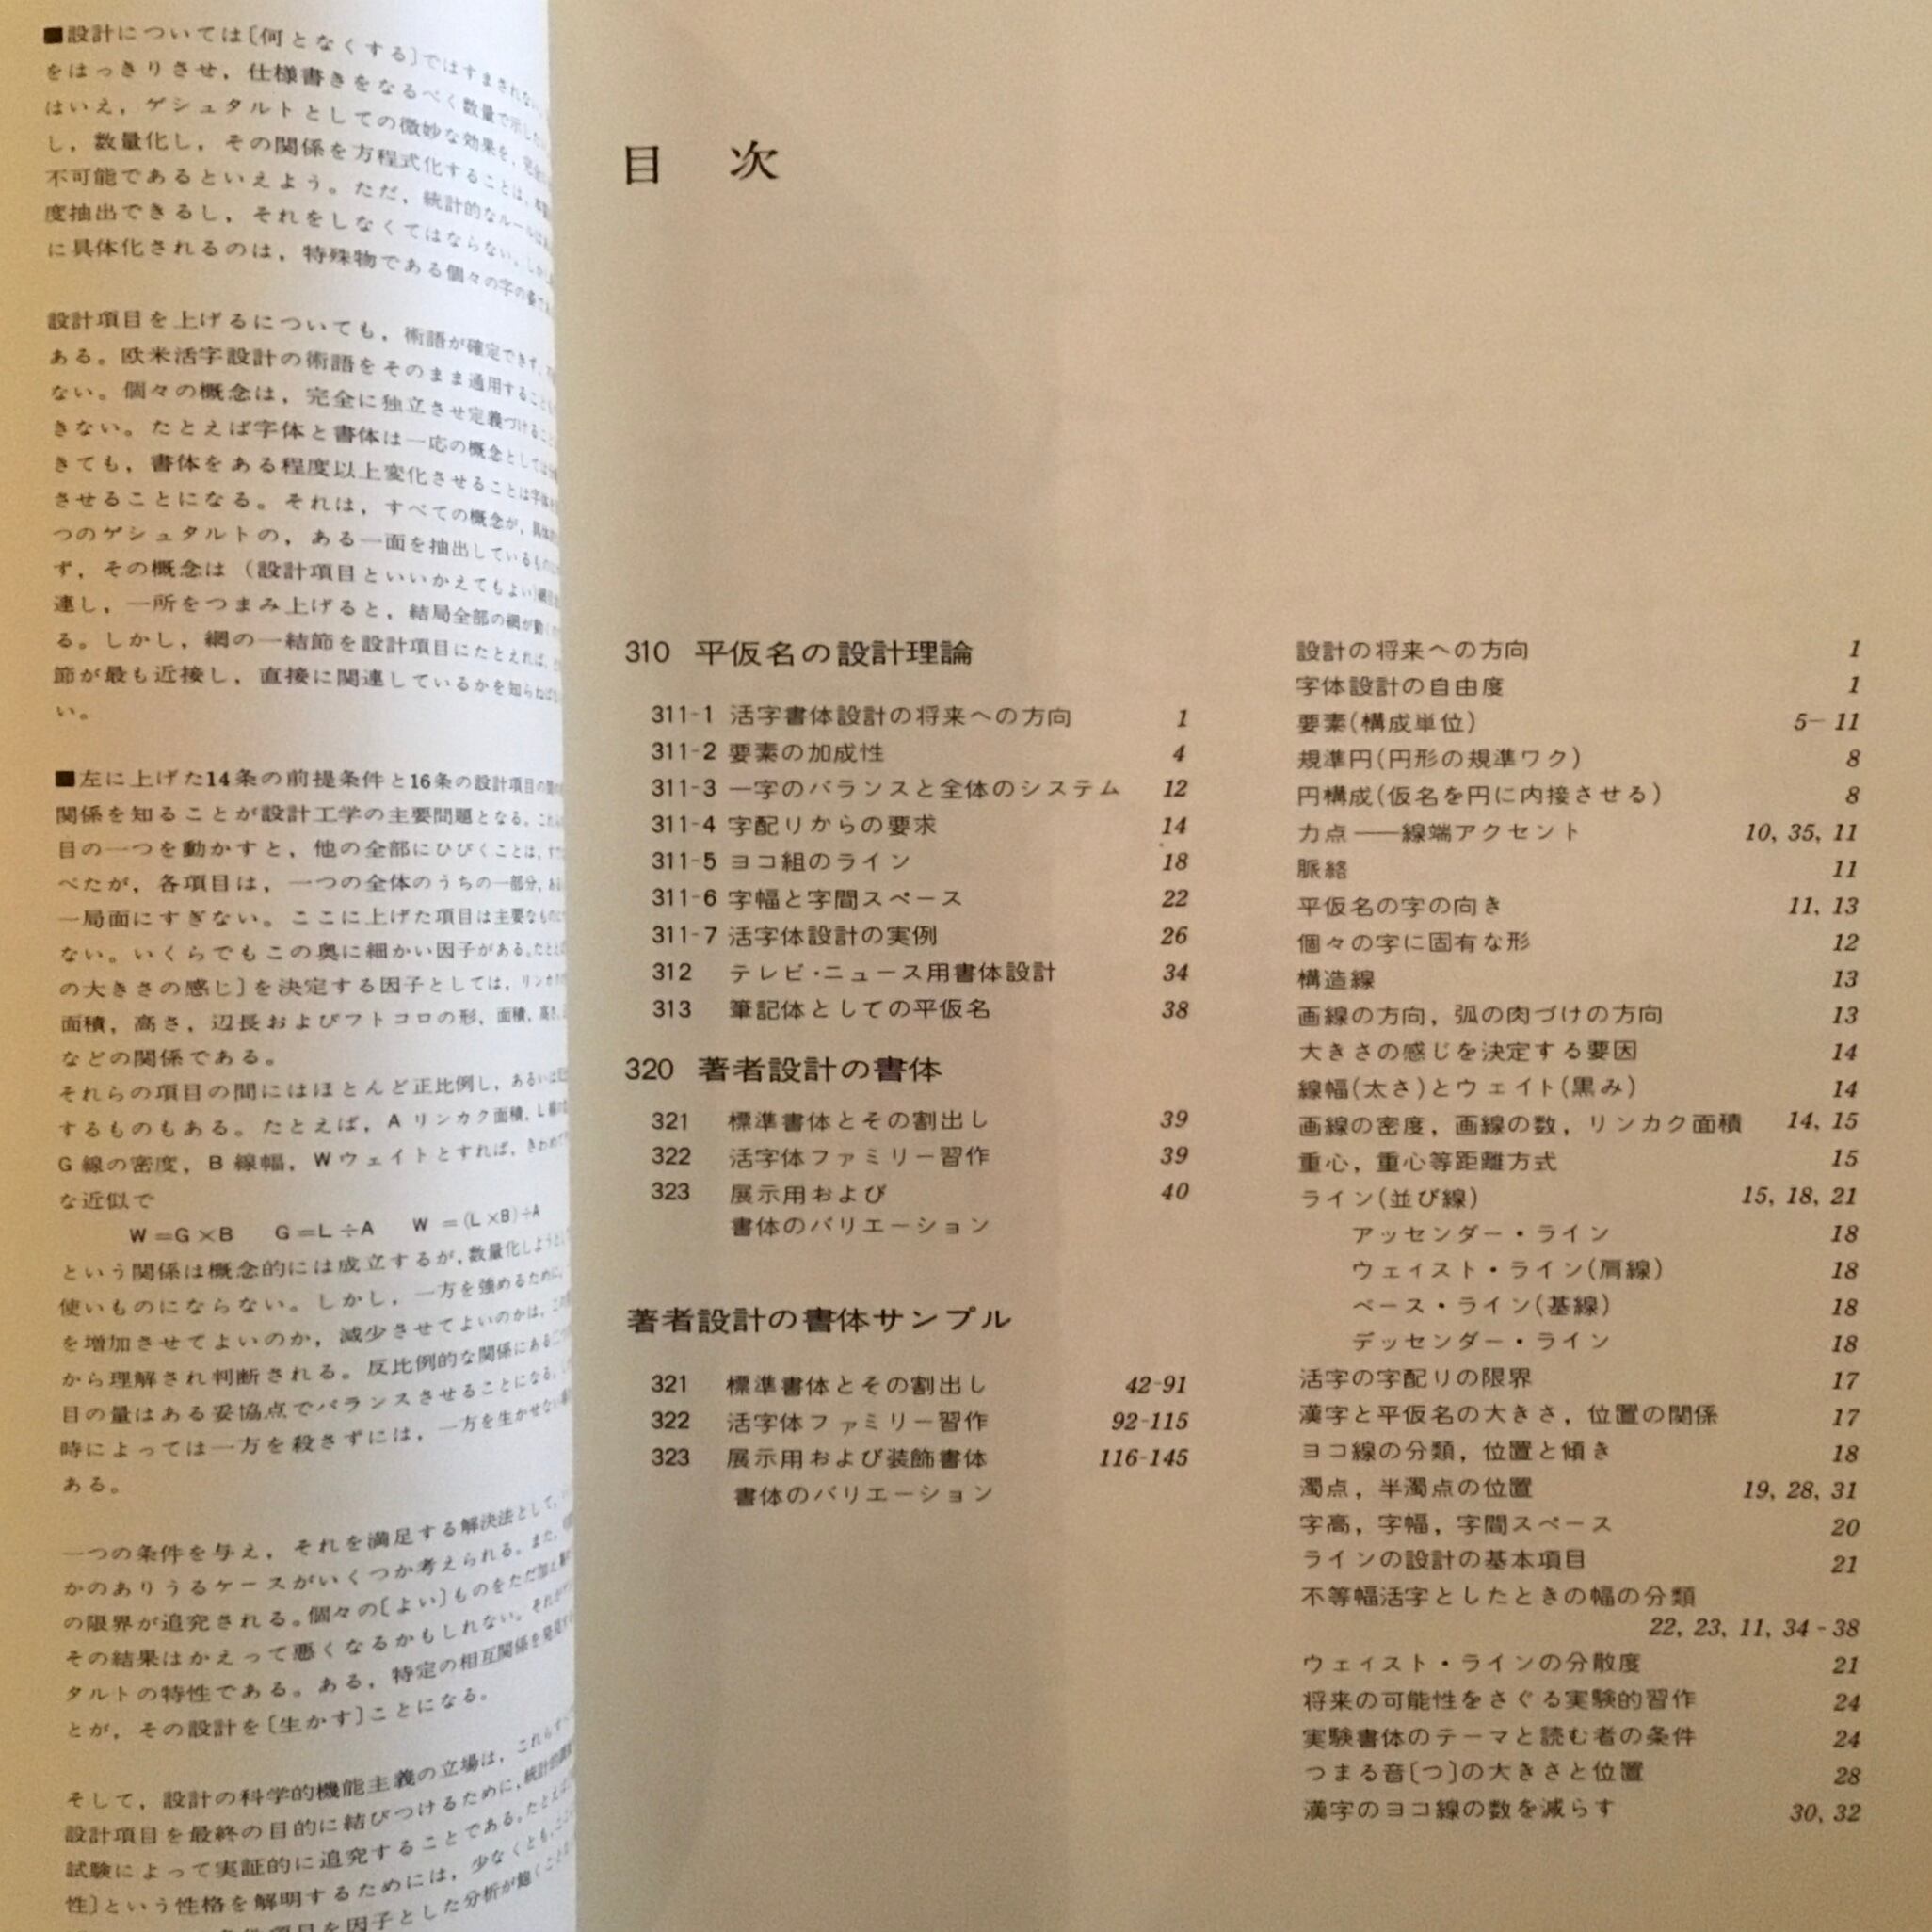 ■設計については〔何となくする〕ではすまされない
をはっきりさせ，仕様書きをなるべく数量で示し
はいえ，ゲシュタルトとしての微妙な効果を，
し，数量化し，その関係を方程式化することは，
不可能であるといえよう。ただ，統計的なルール
度抽出できるし，それをしなくてはならない。
に具体化されるのは，特殊物である個々の字の
設計項目を上げるについても，術語が確定できず，
ある。欧米活字設計の術語をそのまま通用すること
ない。個々の概念は，完全に独立させ定義づけること
きない。たとえば字体と書体は一応の概念としては
きても，書体をある程度以上変化させることは字体
させることになる。それは，すべての概念が，具体
つのゲシュタルトの，ある一面を抽出しているもの
ず，その概念は（設計項目といいかえてもよい）網
連し，一所をつまみ上げると，結局全部の網が動
る。しかし，網の一結節を設計項目にたとえれば，
節が最も近接し，直接に関連しているかを知らねば
い。
■左に上げた14条の前提条件と16条の設計項目の間の
関係を知ることが設計工学の主要問題となる。
目の一つを動かすと，他の全部にひびくことは，
べたが，各項目は，一つの全体のうちの一部分，
一局面にすぎない。ここに上げた項目は主要なもの
ない。いくらでもこの奥に細かい因子がある。
の大きさの感じ〕を決定する因子としては，リンカク
面積，高さ，辺長およびフトコロの形，面積，高さ，
などの関係である。
それらの項目の間にはほとんど正比例し，あるいは
するものもある。たとえば，A リンカク面積，L
G 線の密度，B 線幅，Wウェイトとすれば，きわめて
な近似で
W=G×B　G=L÷A　W=(L×B)÷A
という関係は概念的には成立するが，数量化しよう
使いものにならない。しかし，一方を強めるために，
を増加させてよいのか，減少させてよいのかは，
から理解され判断される。反比例的な関係にある
目の量はある妥協点でバランスさせることになる。
時によっては一方を殺さずには，一方を生かせない
ある。
一つの条件を与え，それを満足する解決法として，
かのありうるケースがいくつか考えられる。また，
の限界が追究される。個々の〔よい〕ものをただ加え
その結果はかえって悪くなるかもしれない。それが
タルトの特性である。ある，特定の相互関係を発見
とが，その設計を〔生かす〕ことになる。
そして，設計の科学的機能主義の立場は，これら
設計項目を最終の目的に結びつけるために，統計的
試験によって実証的に追究することである。たとえば
性〕という性格を解明するためには，少なくとも，
項目を因子とした分析が
目　次
310 平仮名の設計理論
311-1 活字書体設計の将来への方向 1
311-2 要素の加成性 4
311-3 一字のバランスと全体のシステム 12
311-4 字配りからの要求 14
311-5 ヨコ組のライン 18
311-6 字幅と字間スペース 22
311-7 活字体設計の実例 26
312 テレビ・ニュース用書体設計 34
313 筆記体としての平仮名 38
320 著者設計の書体
321 標準書体とその割出し 39
322 活字体ファミリー習作 39
323 展示用および 40
書体のバリエーション
著者設計の書体サンプル
321 標準書体とその割出し 42-91
322 活字体ファミリー習作 92-115
323 展示用および装飾書体 116-145
書体のバリエーション
設計の将来への方向 1
字体設計の自由度 1
要素(構成単位) 5—11
規準円(円形の規準ワク) 8
円構成(仮名を円に内接させる) 8
力点——線端アクセント 10, 35, 11
脈絡 11
平仮名の字の向き 11, 13
個々の字に固有な形 12
構造線 13
画線の方向，弧の肉づけの方向 13
大きさの感じを決定する要因 14
線幅(太さ)とウェイト(黒み) 14
画線の密度，画線の数，リンカク面積 14, 15
重心，重心等距離方式 15
ライン(並び線) 15, 18, 21
アッセンダー・ライン 18
ウェイスト・ライン(肩線) 18
ベース・ライン(基線) 18
デッセンダー・ライン 18
活字の字配りの限界 17
漢字と平仮名の大きさ，位置の関係 17
ヨコ線の分類，位置と傾き 18
濁点，半濁点の位置 19, 28, 31
字高，字幅，字間スペース 20
ラインの設計の基本項目 21
不等幅活字としたときの幅の分類
22, 23, 11, 34-38
ウェイスト・ラインの分散度 21
将来の可能性をさぐる実験的習作 24
実験書体のテーマと読む者の条件 24
つまる音〔つ〕の大きさと位置 28
漢字のヨコ線の数を減らす 30, 32